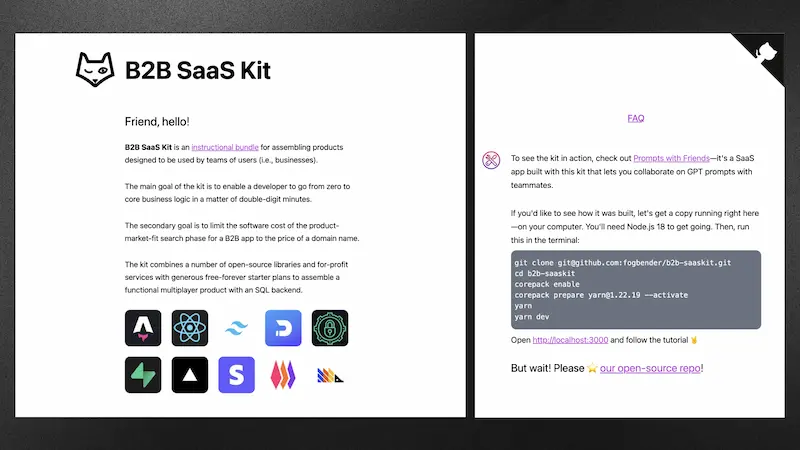 B2B SaaS Kit
Friend, hello!
B2B SaaS Kit is an instructional bundle for assembling products
designed to be used by teams of users (i.e., businesses).
The main goal of the kit is to enable a developer to go from zero to
core business logic in a matter of double-digit minutes.
The secondary goal is to limit the software cost of the product-
market-fit search phase for a B2B app to the price of a domain name.
The kit combines a number of open-source libraries and for-profit
services with generous free-forever starter plans to assemble a
functional multiplayer product with an SQL backend.
FAQ
To see the kit in action, check out Prompts with Friends—it's a SaaS
app built with this kit that lets you collaborate on GPT prompts with
teammates.
If you'd like to see how it was built, let's get a copy running right here
—on your computer. You'll need Node.js 18 to get going. Then, run
this in the terminal:
git clone git@github.com:fogbender/b2b-saaskit.git
cd b2b-saaskit
corepack enable
corepack prepare yarn@1.22.19 --activate
yarn
yarn dev
Open http://localhost:3000 and follow the tutorial 🤘
But wait! Please ⭐ our open-source repo!